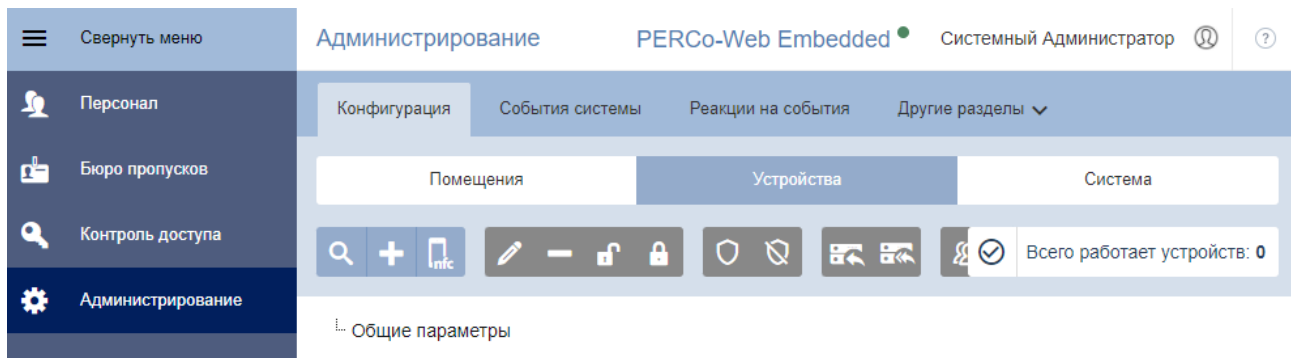 Свернуть меню
Администрирование PERCo-Web Embedded Системный Администратор ?
Персонал
Конфигурация События системы Реакции на события Другие разделы
Бюро пропусков
Помещения Устройства Система
Контроль доступа
nfc
Всего работает устройств: 0
Администрирование
Общие параметры